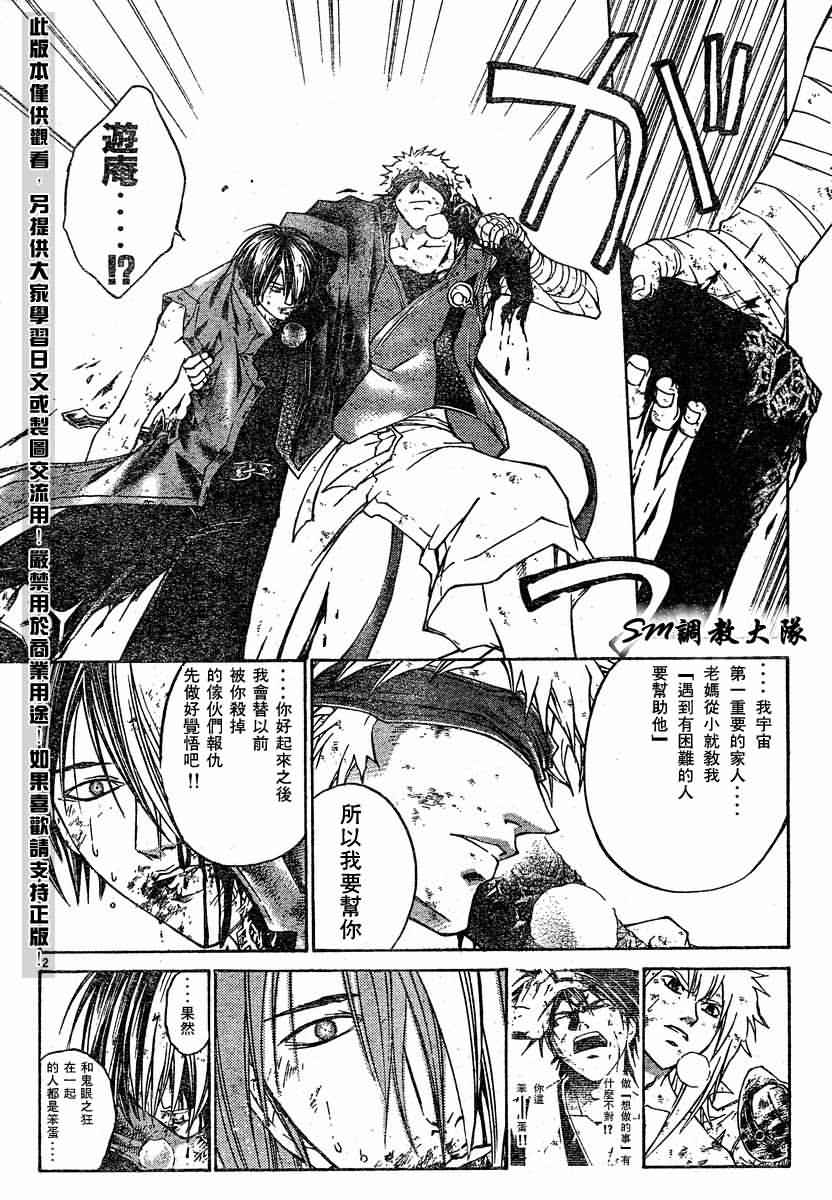 此版本僅供觀看，另提供大家學習日文或製圖交流用！嚴禁用於商業用途！如果喜歡請支持正版！
2
遊庵‥‥
!?
SM調教大隊
‥‥我宇宙
第一重要的家人‥‥
老媽從小就教我
『遇到有困難的人
要幫助他』
所以我要幫你
‥‥你好起來之後
我會替以前
被你殺掉
的傢伙們報仇
先做好覺悟吧!!
做『想做的事』有
什麼不對!?
你這
笨蛋!!
‥‥果然
和鬼眼之狂
在一起
的人都是笨蛋‥‥